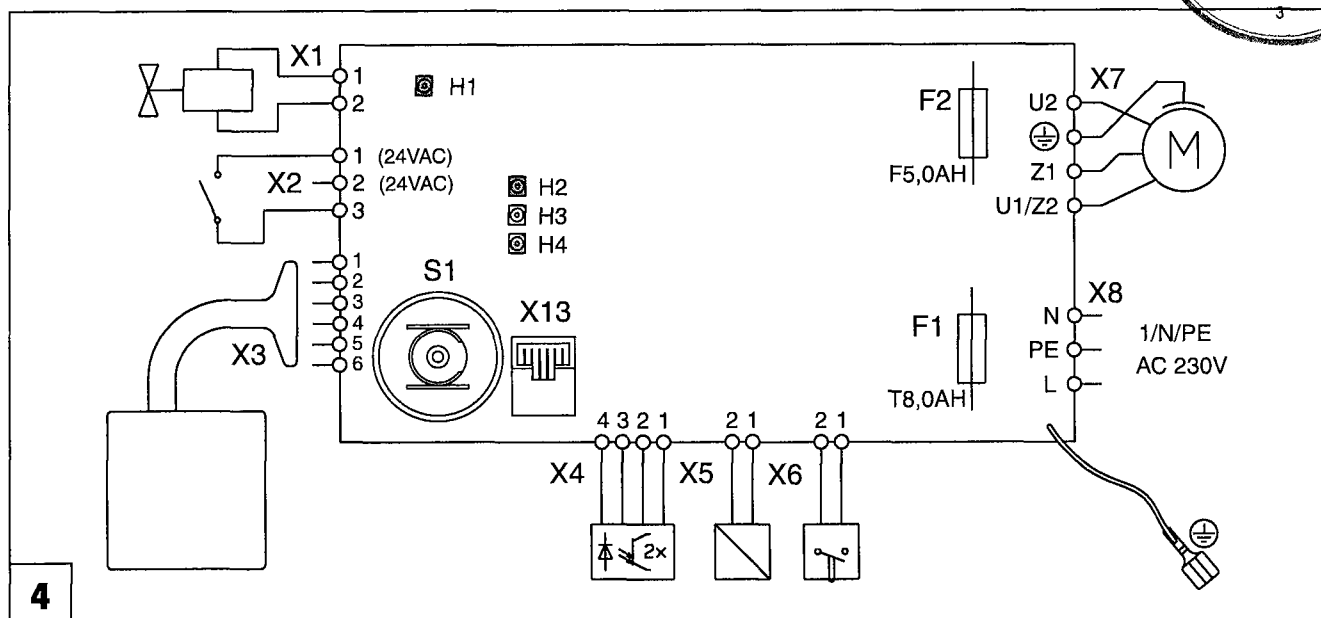 3
X1
1
2
H1
F2
F5,0AH
X7
U2
Z1
U1/Z2
M
X2
1 (24VAC)
2 (24VAC)
3
H2
H3
H4
X3
1
2
3
4
5
6
S1
X13
F1
T8,0AH
X8
N
PE
L
1/N/PE
AC 230V
4 3 2 1
X4
2x
2 1
X5
2 1
X6
4